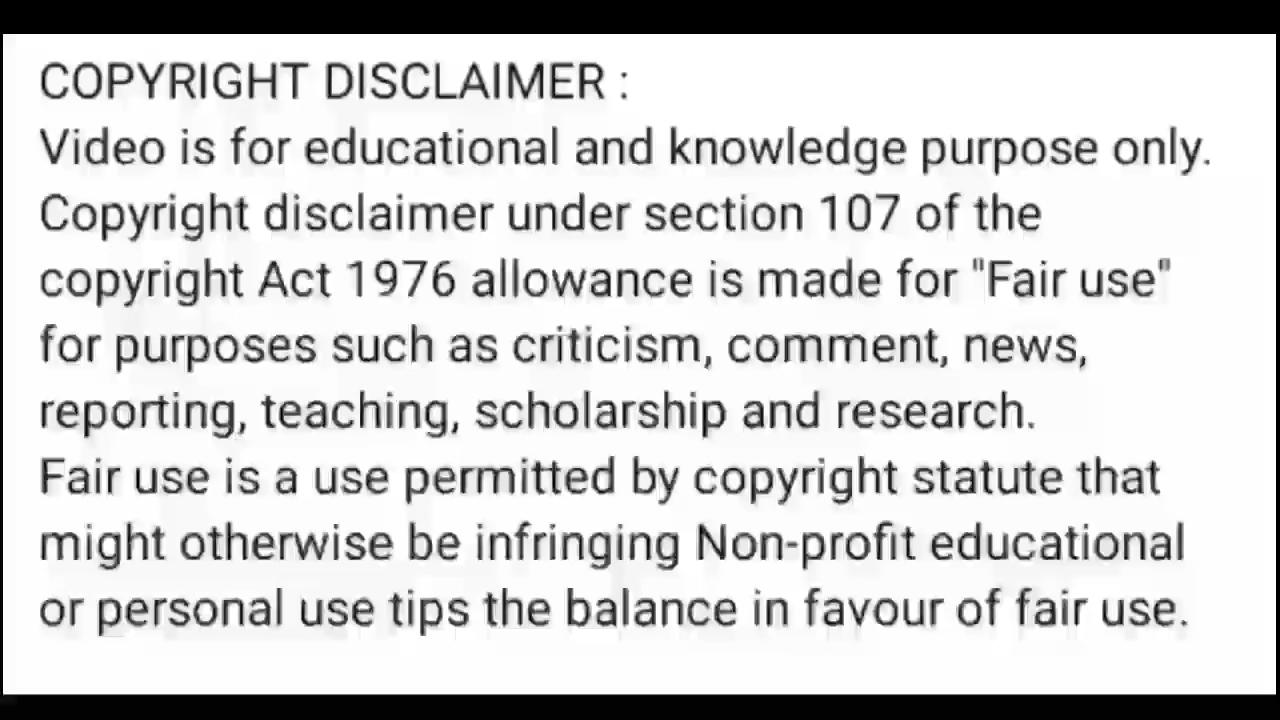 COPYRIGHT DISCLAIMER :
Video is for educational and knowledge purpose only.
Copyright disclaimer under section 107 of the
copyright Act 1976 allowance is made for "Fair use"
for purposes such as criticism, comment, news,
reporting, teaching, scholarship and research.
Fair use is a use permitted by copyright statute that
might otherwise be infringing Non-profit educational
or personal use tips the balance in favour of fair use.